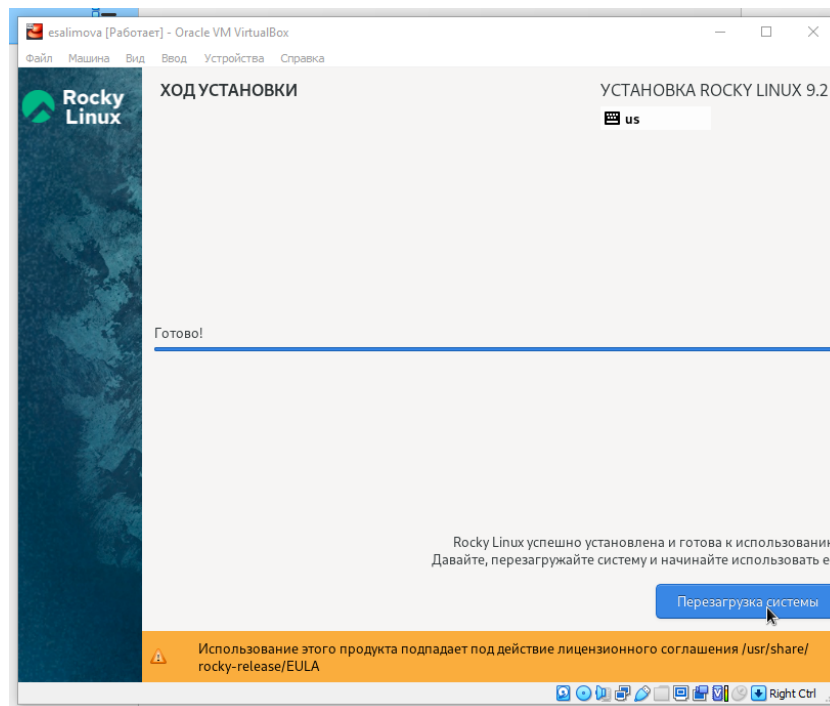 esalimova [Работает] - Oracle VM VirtualBox
Файл Машина Вид Ввод Устройства Справка
Rocky
Linux
ХОД УСТАНОВКИ
УСТАНОВКА ROCKY LINUX 9.2
us
Готово!
Rocky Linux успешно установлена и готова к
Давайте, перезагружайте систему и начинайте использовать
Перезагрузка системы
Использование этого продукта подпадает под действие лицензионного соглашения /usr/share/
rocky-release/EULA
Right Ctrl